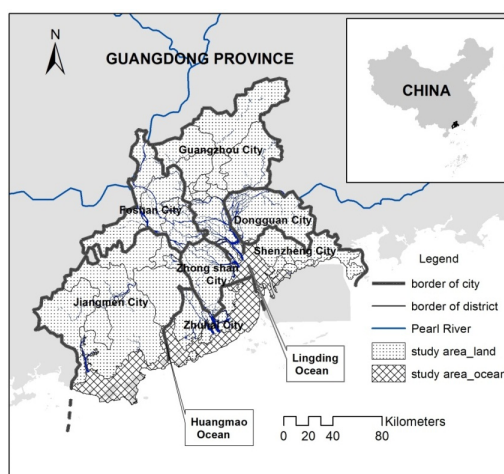 N
GUANGDONG PROVINCE
CHINA
Guangzhou City
Foshan City
Dongguan City
Shenzheng City
Zhong shan
City
Jiangmen City
Zhuhai City
Legend
border of city
border of district
Pearl River
study area_land
study area_ocean
Lingding
Ocean
Huangmao
Ocean
Kilometers
0 20 40 80